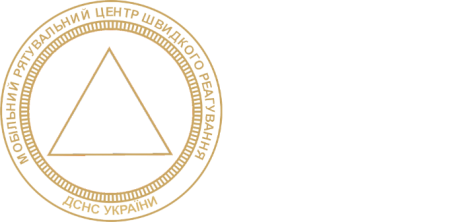 МОБІЛЬНИЙ РЯТУВАЛЬНИЙ ЦЕНТР ШВИДКОГО РЕАГУВАННЯ
ДСНС УКРАЇНИ